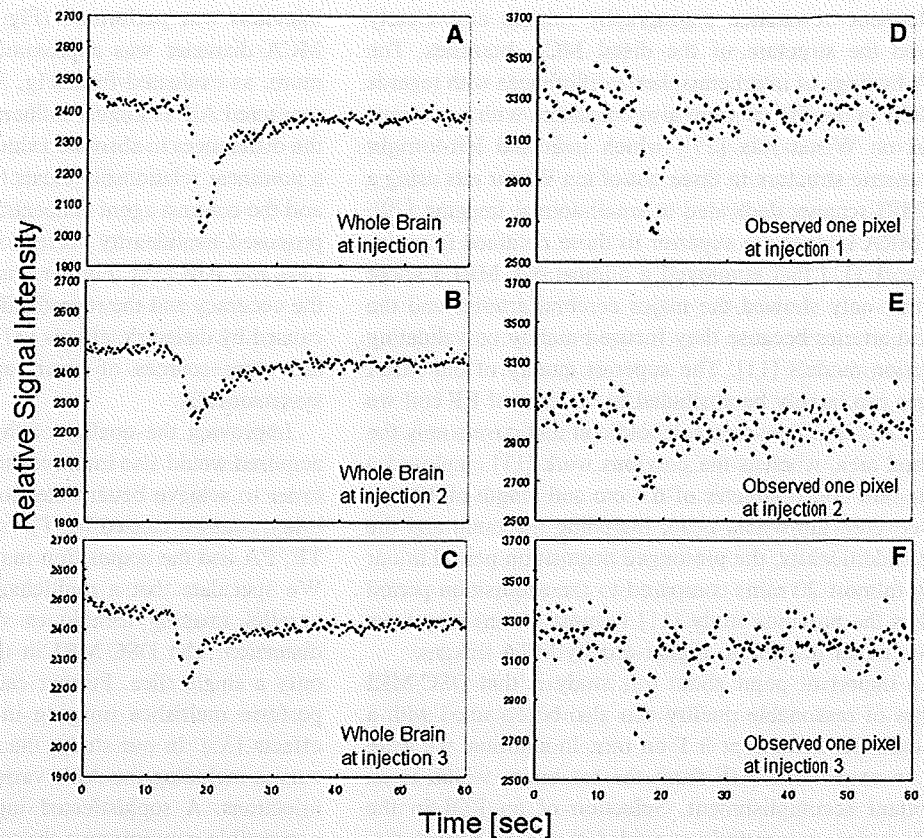 Relative Signal Intensity
2700
2600
2500
2400
2300
2200
2100
2000
1900
A
Whole Brain
at injection 1
2700
2600
2500
2400
2300
2200
2100
1900
1800
B
Whole Brain
at injection 2
2700
2600
2500
2400
2300
2200
2100
2000
1900
C
Whole Brain
at injection 3
0 10 20 30 40 50 60
3700
3500
3300
3100
2900
2700
2500
D
Observed one pixel
at injection 1
3700
3500
3300
3100
2900
2700
2500
E
Observed one pixel
at injection 2
3700
3500
3300
3100
2900
2700
2500
F
Observed one pixel
at injection 3
0 10 20 30 40 50 60
Time [sec]